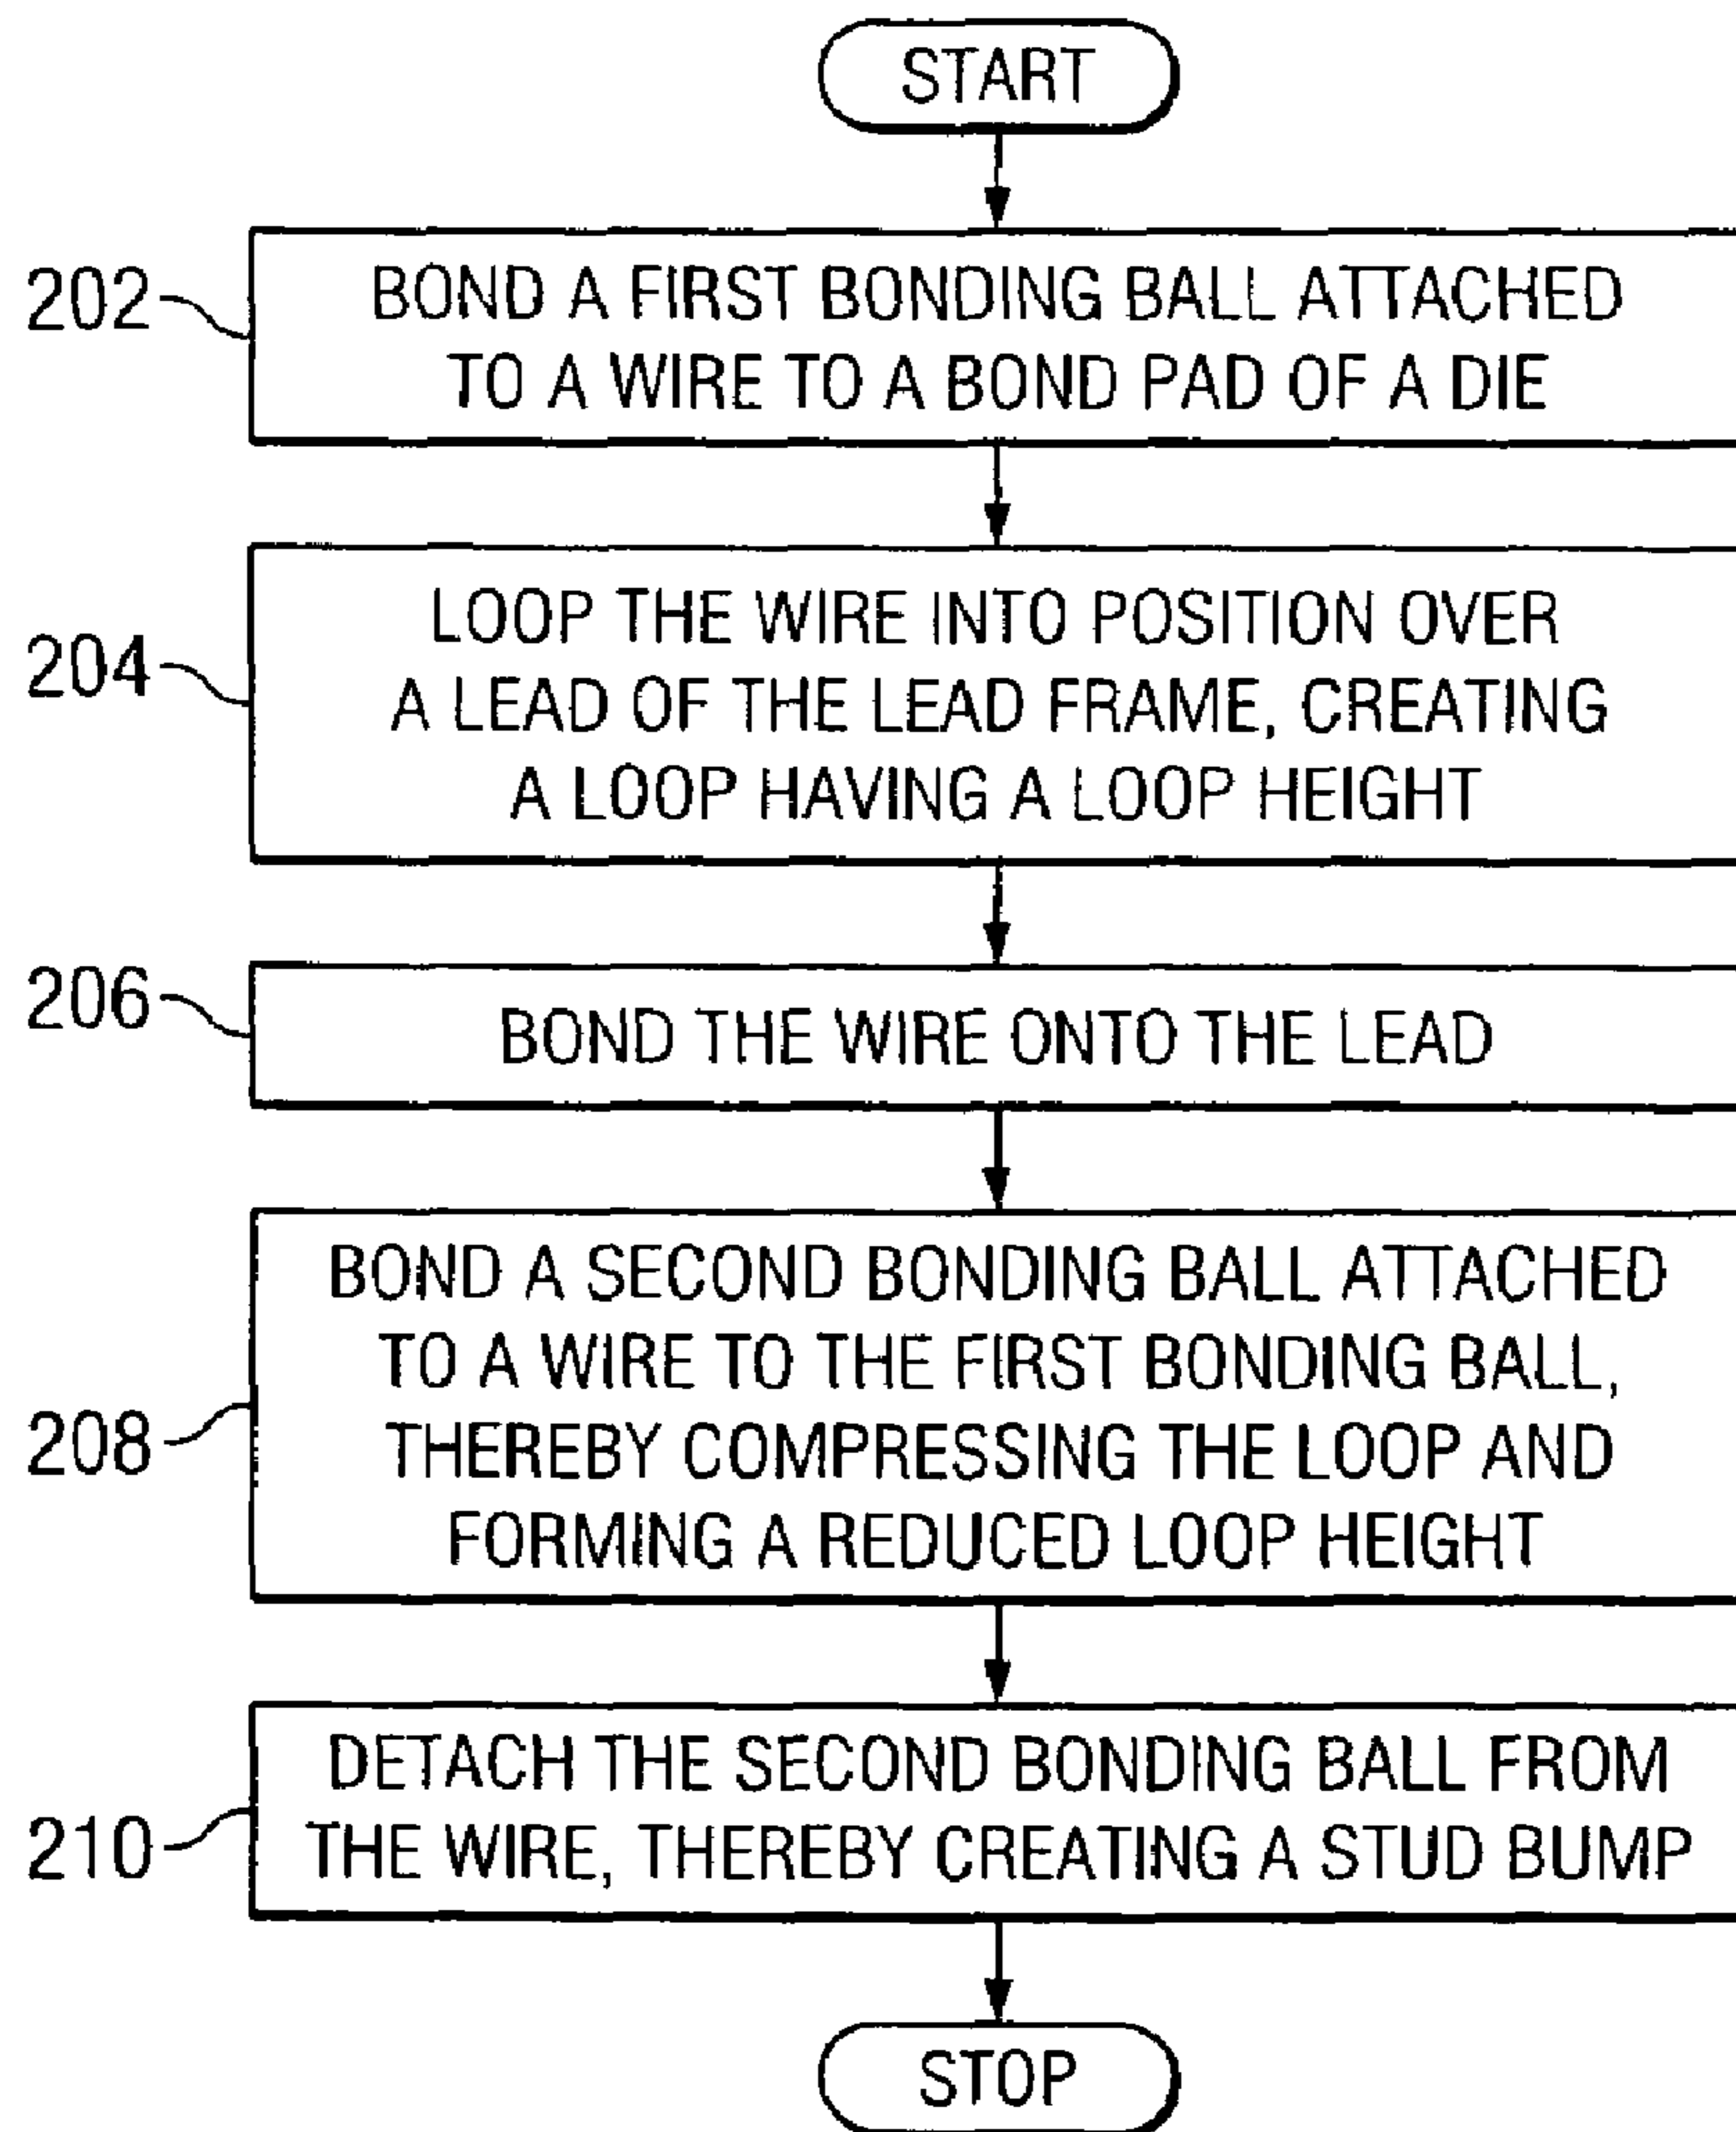 START
202
BOND A FIRST BONDING BALL ATTACHED
TO A WIRE TO A BOND PAD OF A DIE
204
LOOP THE WIRE INTO POSITION OVER
A LEAD OF THE LEAD FRAME, CREATING
A LOOP HAVING A LOOP HEIGHT
206
BOND THE WIRE ONTO THE LEAD
208
BOND A SECOND BONDING BALL ATTACHED
TO A WIRE TO THE FIRST BONDING BALL,
THEREBY COMPRESSING THE LOOP AND
FORMING A REDUCED LOOP HEIGHT
210
DETACH THE SECOND BONDING BALL FROM
THE WIRE, THEREBY CREATING A STUD BUMP
STOP